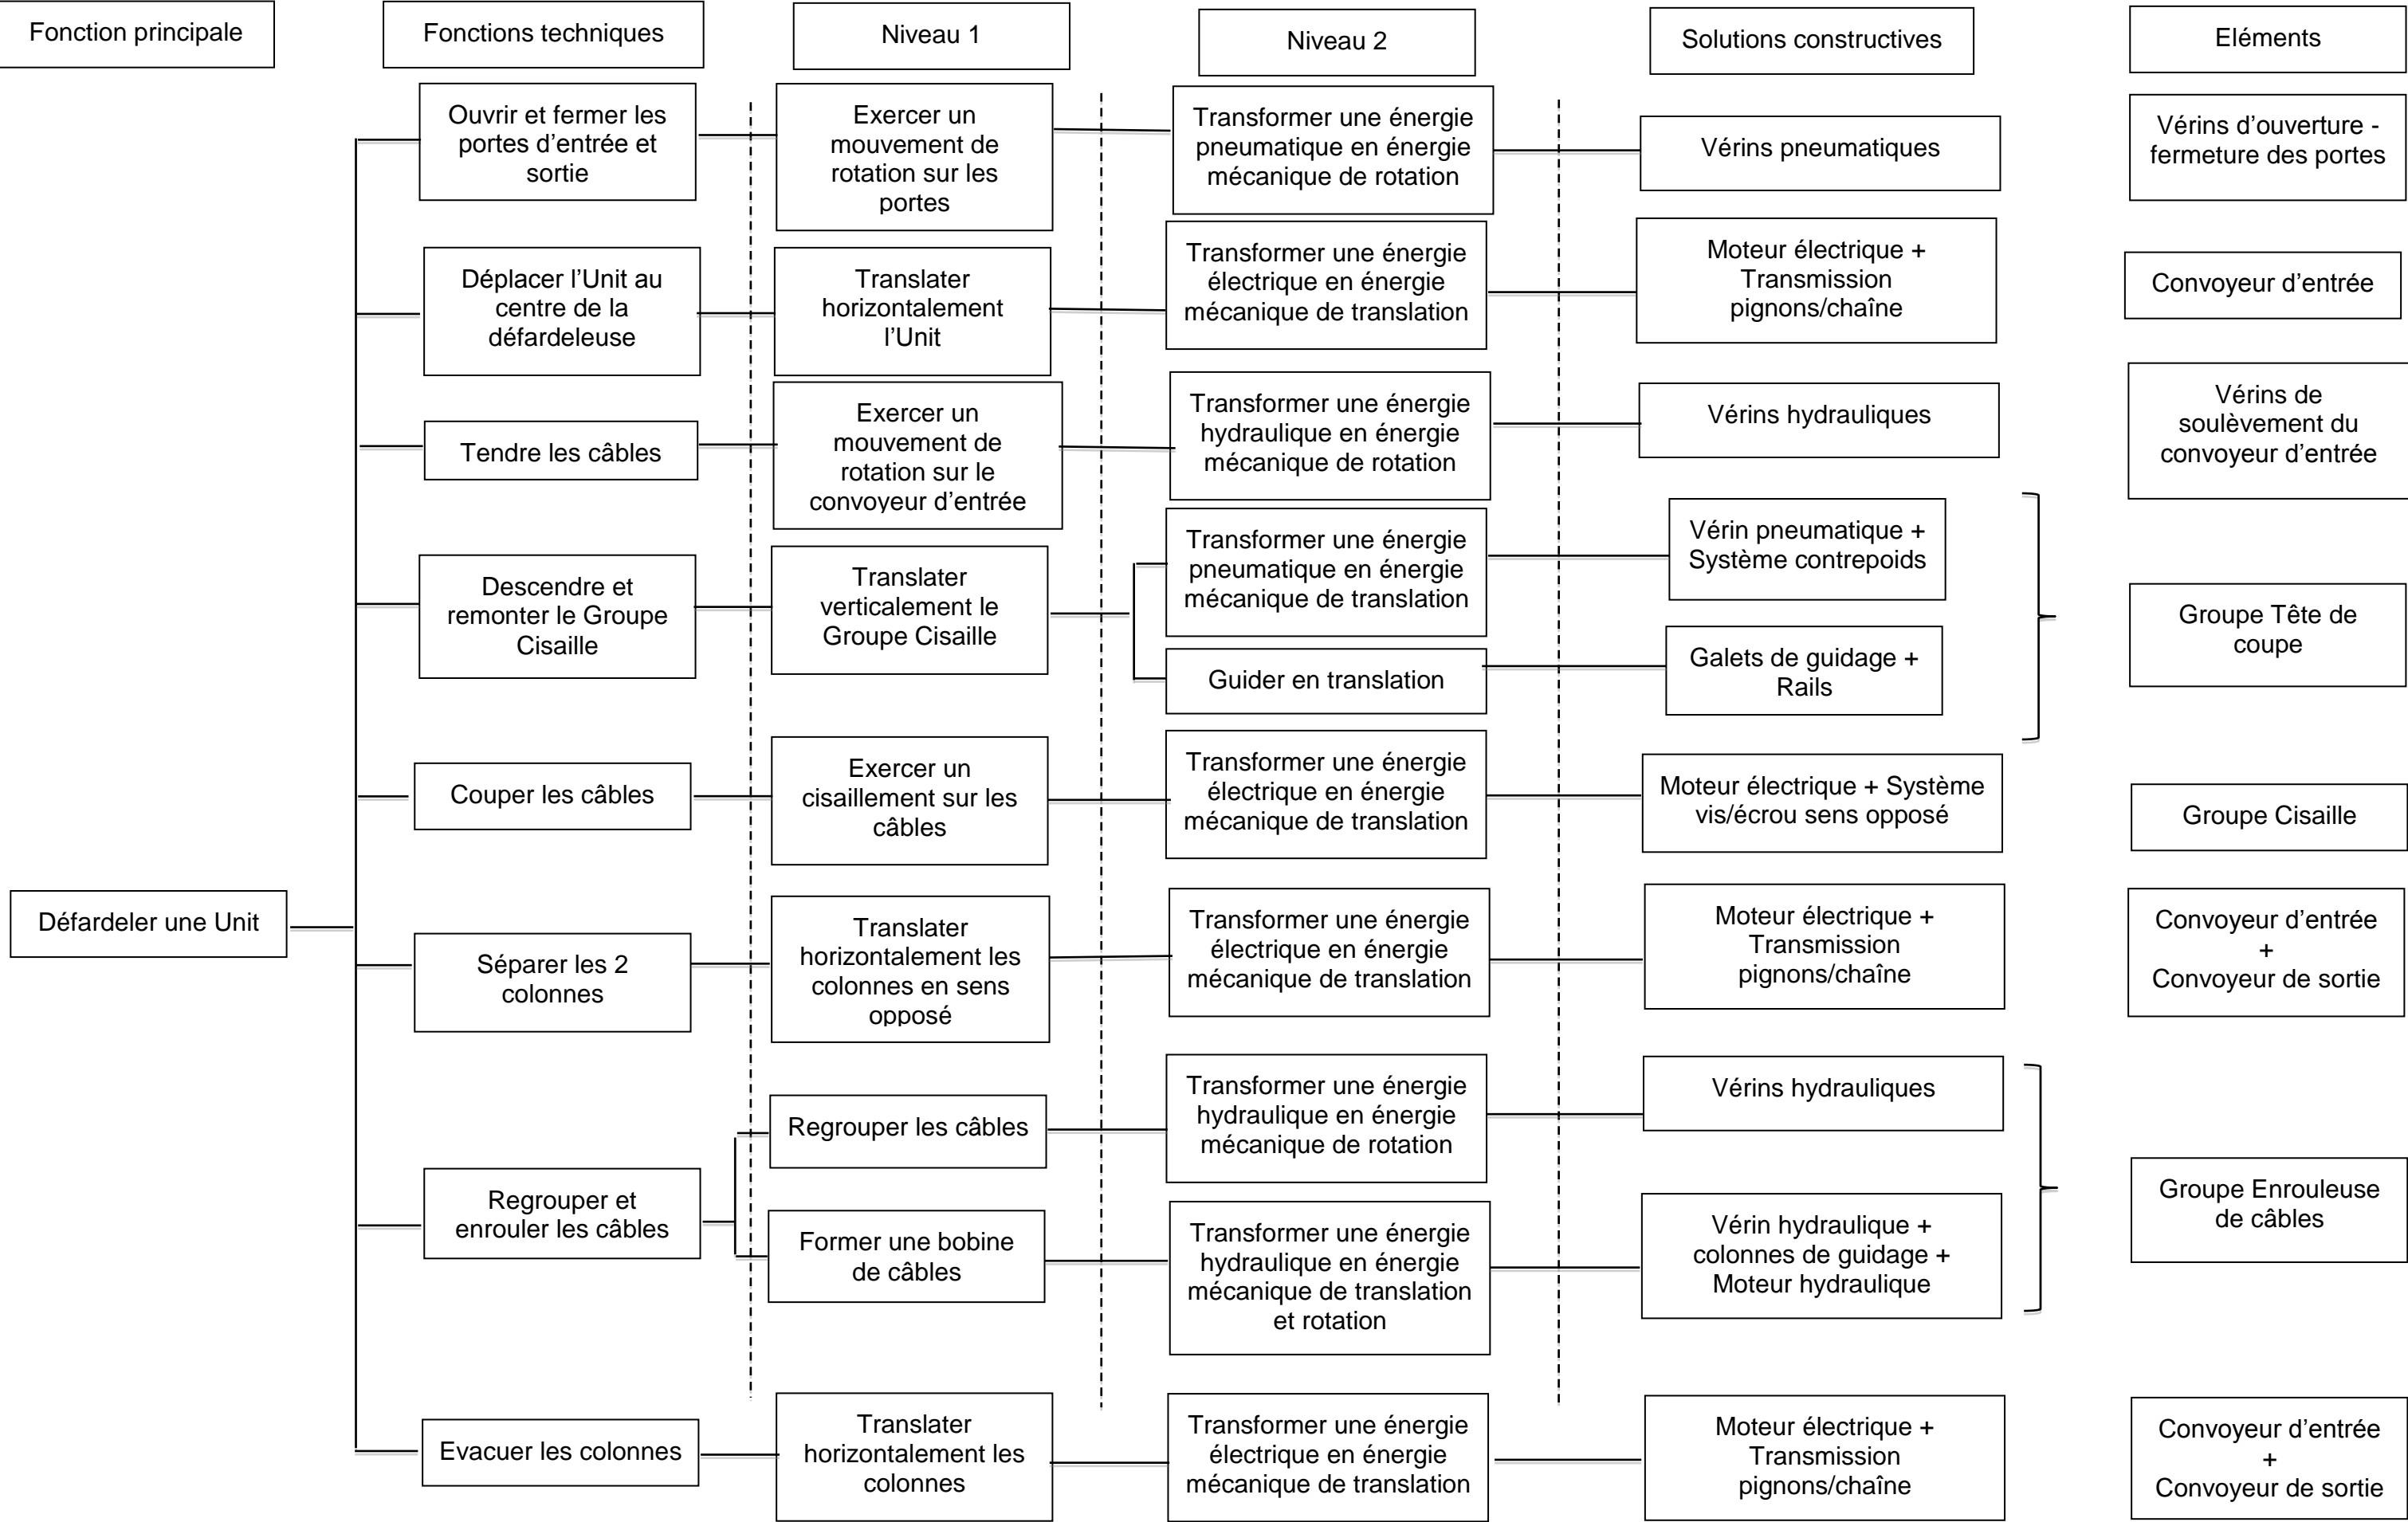 Fonction principale
Fonctions techniques
Niveau 1
Niveau 2
Solutions constructives
Eléments
Ouvrir et fermer les
portes d’entrée et
sortie
Exercer un
mouvement de
rotation sur les
portes
Transformer une énergie
pneumatique en énergie
mécanique de rotation
Vérins pneumatiques
Vérins d’ouverture -
fermeture des portes
Déplacer l’Unit au
centre de la
défardeleuse
Translater
horizontalement
l’Unit
Transformer une énergie
électrique en énergie
mécanique de translation
Moteur électrique +
Transmission
pignons/chaîne
Convoyeur d’entrée
Tendre les câbles
Exercer un
mouvement de
rotation sur le
convoyeur d’entrée
Transformer une énergie
hydraulique en énergie
mécanique de rotation
Vérins hydrauliques
Vérins de
soulèvement du
convoyeur d’entrée
Descendre et
remonter le Groupe
Cisaille
Translater
verticalement le
Groupe Cisaille
Transformer une énergie
pneumatique en énergie
mécanique de translation
Vérin pneumatique +
Système contrepoids
Guider en translation
Galets de guidage +
Rails
Groupe Tête de
coupe
Couper les câbles
Exercer un
cisaillement sur les
câbles
Transformer une énergie
électrique en énergie
mécanique de translation
Moteur électrique + Système
vis/écrou sens opposé
Groupe Cisaille
Défardeler une Unit
Séparer les 2
colonnes
Translater
horizontalement les
colonnes en sens
opposé
Transformer une énergie
électrique en énergie
mécanique de translation
Moteur électrique +
Transmission
pignons/chaîne
Convoyeur d’entrée
+
Convoyeur de sortie
Regrouper et
enrouler les câbles
Regrouper les câbles
Transformer une énergie
hydraulique en énergie
mécanique de rotation
Vérins hydrauliques
Former une bobine
de câbles
Transformer une énergie
hydraulique en énergie
mécanique de translation
et rotation
Vérin hydraulique +
colonnes de guidage +
Moteur hydraulique
Groupe Enrouleuse
de câbles
Evacuer les colonnes
Translater
horizontalement les
colonnes
Transformer une énergie
électrique en énergie
mécanique de translation
Moteur électrique +
Transmission
pignons/chaîne
Convoyeur d’entrée
+
Convoyeur de sortie